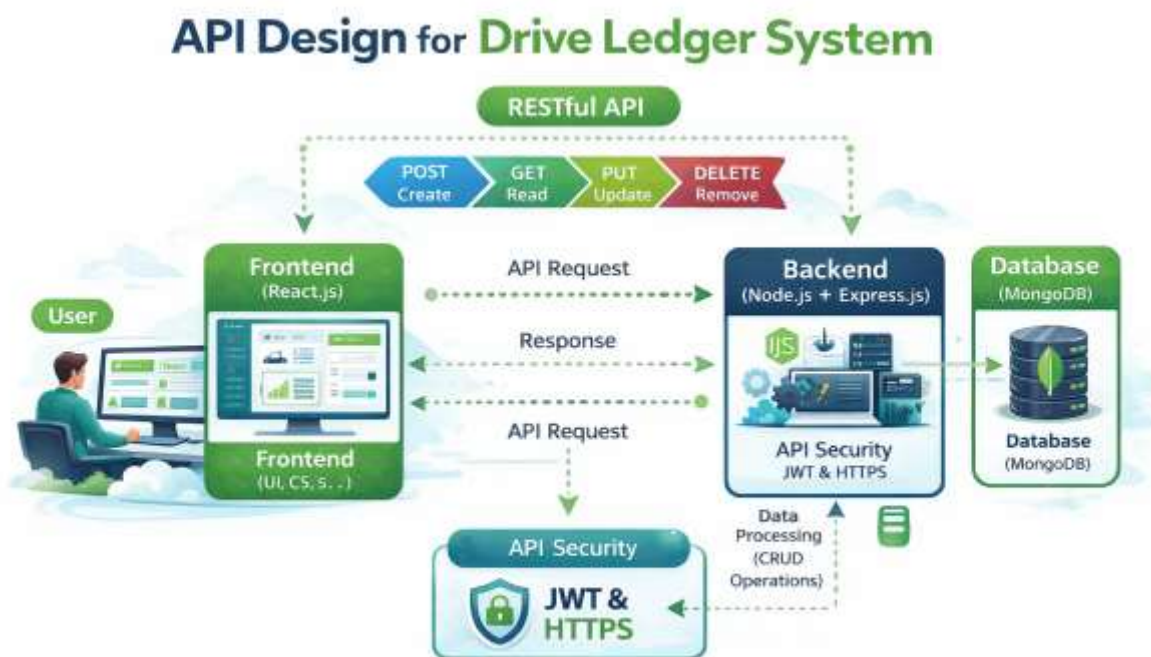 API Design for Drive Ledger System
RESTful API
POST
Create
GET
Read
PUT
Update
DELETE
Remove
User
Frontend
(React.js)
Frontend
(UI, CS, s. . )
API Request
Response
API Request
Backend
(Node.js + Express.js)
API Security
JWT & HTTPS
Database
(MongoDB)
Database
(MongoDB)
Data
Processing
(CRUD
Operations)
API Security
JWT &
HTTPS